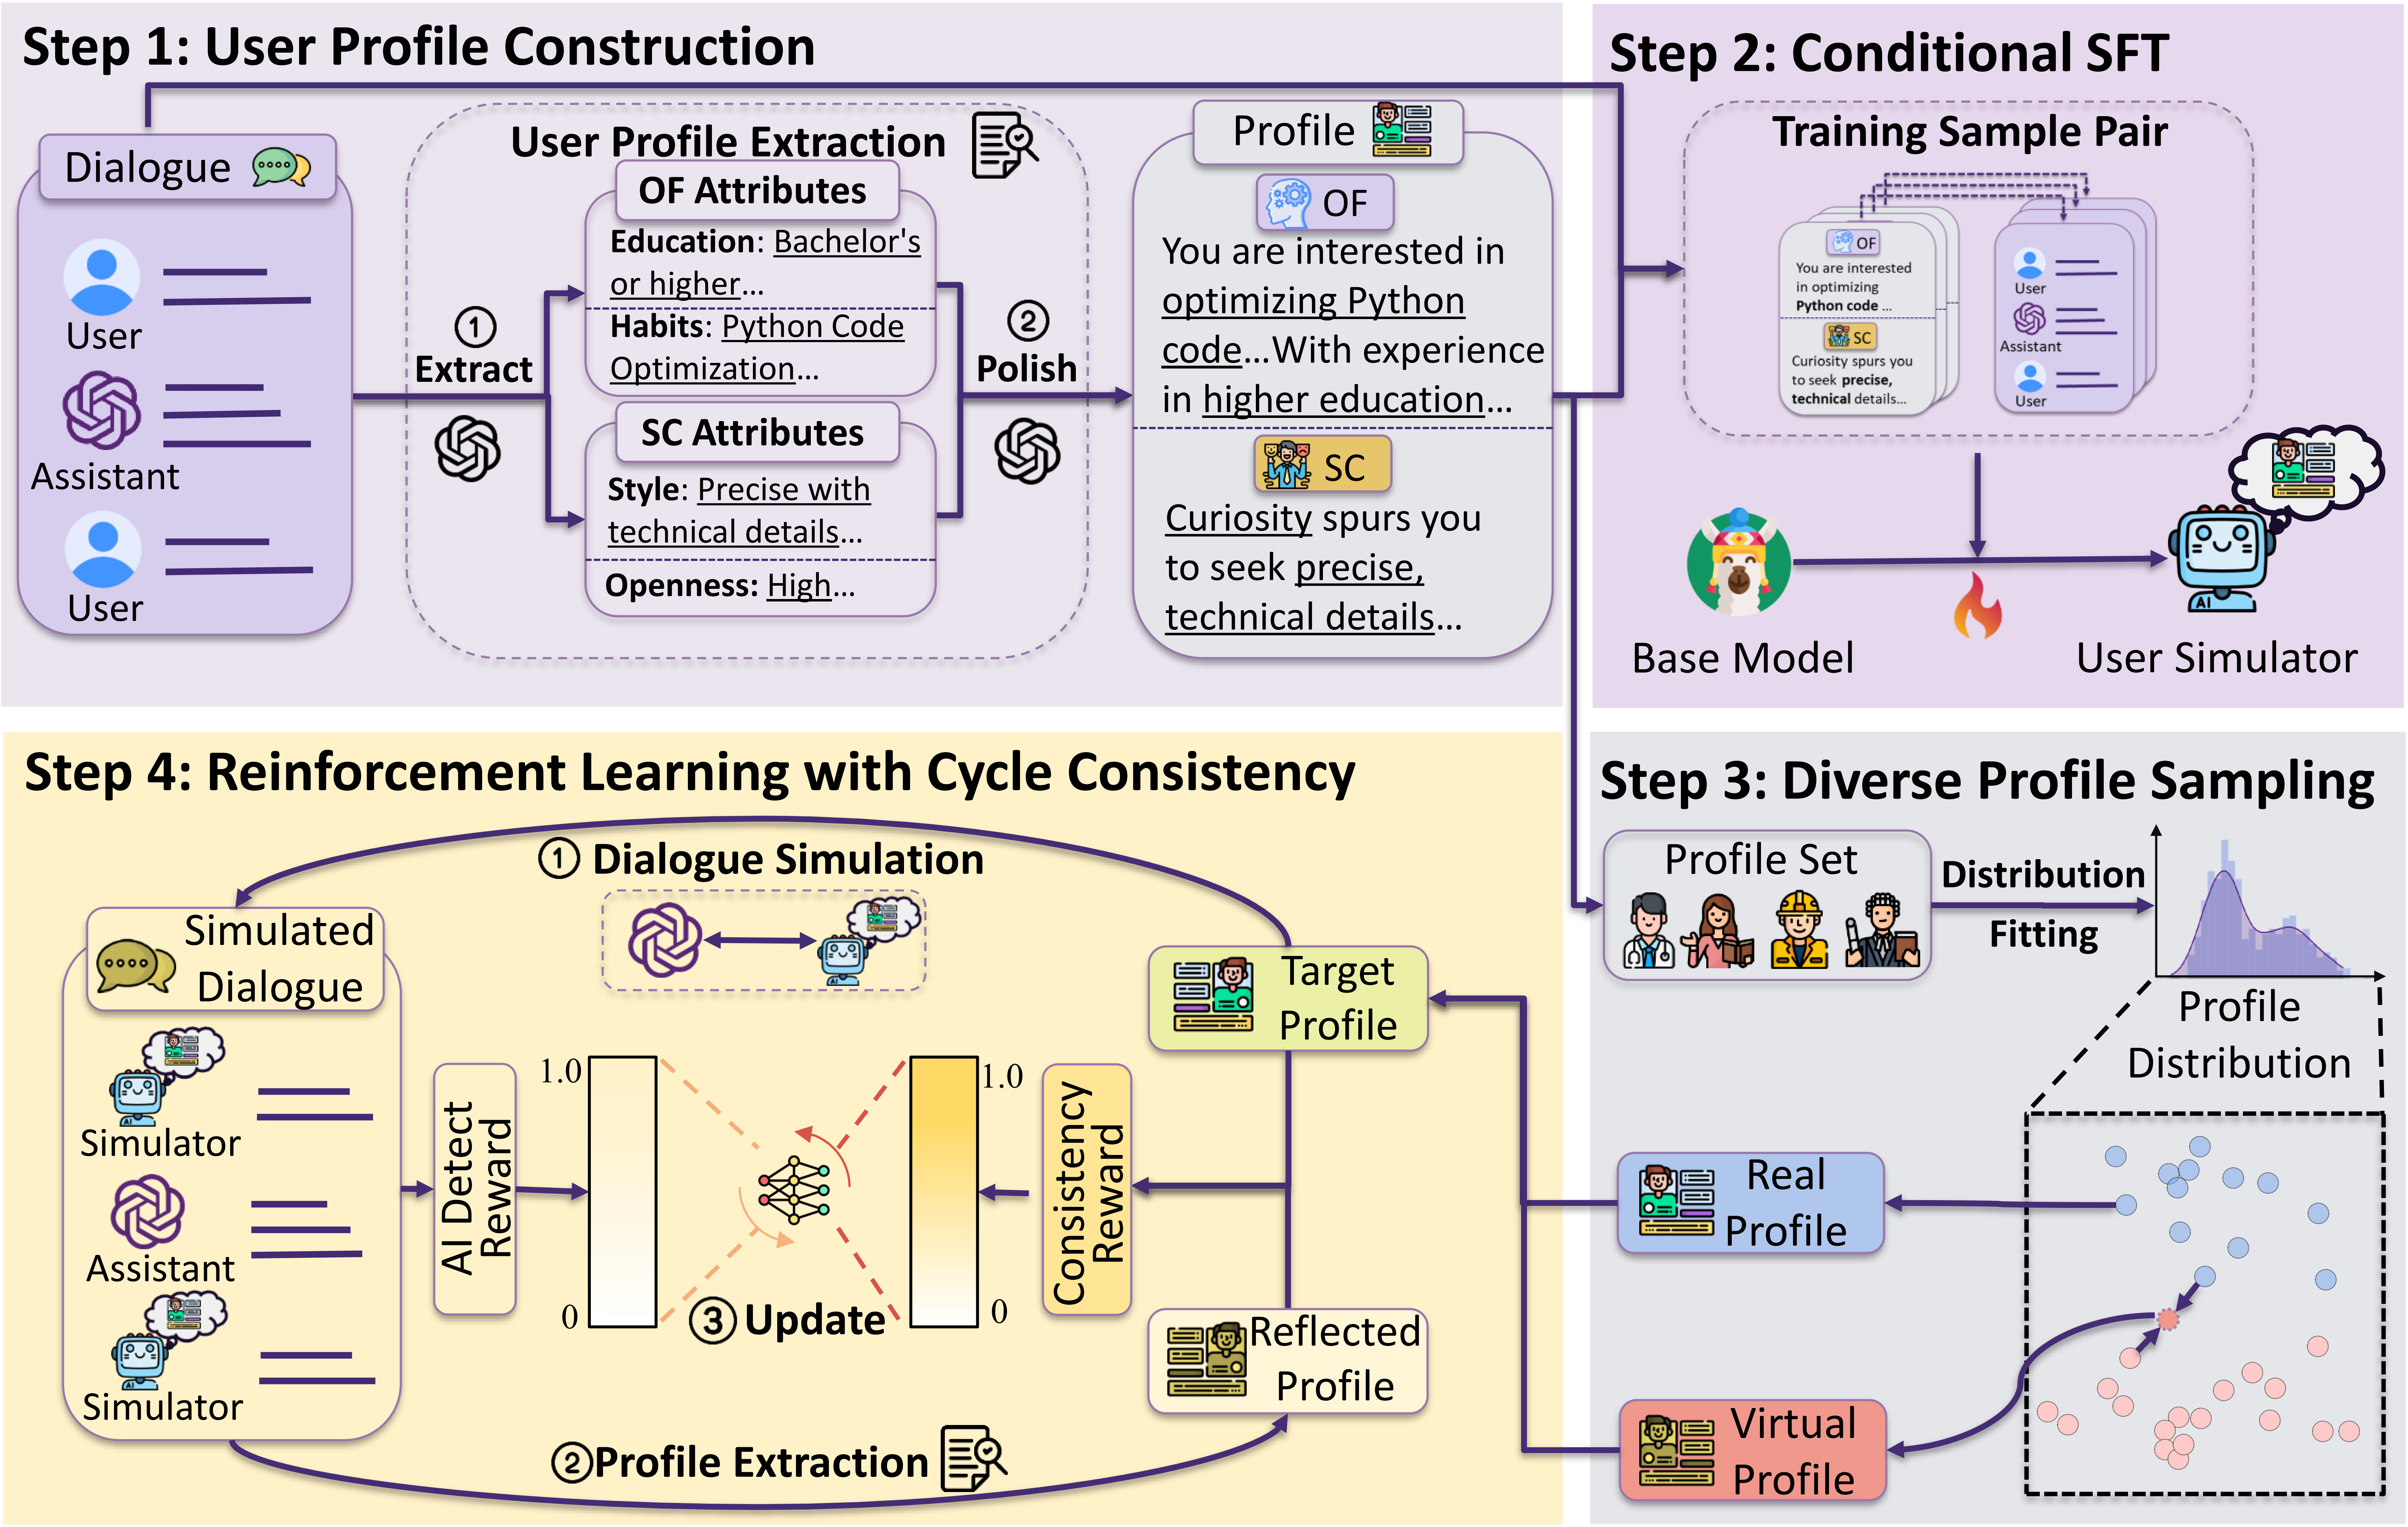 Step 1: User Profile Construction
Dialogue
User
Assistant
User
User Profile Extraction
1
Extract
OF Attributes
Education: Bachelor's
or higher...
Habits: Python Code
Optimization...
SC Attributes
Style: Precise with
technical details...
Openness: High...
2
Polish
Profile
OF
You are interested in
optimizing Python
code...With experience
in higher education...
SC
Curiosity spurs you
to seek precise,
technical details...
Step 2: Conditional SFT
Training Sample Pair
OF
You are interested
in optimizing
Python code ...
SC
Curiosity spurs you
to seek precise,
technical details...
User
Assistant
User
AI
Base Model
User Simulator
Step 3: Diverse Profile Sampling
Profile Set
Distribution
Fitting
Profile
Distribution
Real
Profile
Virtual
Profile
Step 4: Reinforcement Learning with Cycle Consistency
1 Dialogue Simulation
AI
Simulated
Dialogue
AI
Simulator
Assistant
AI
Simulator
AI Detect
Reward
1.0
0
3 Update
1.0
0
Consistency
Reward
Target
Profile
Reflected
Profile
2 Profile Extraction